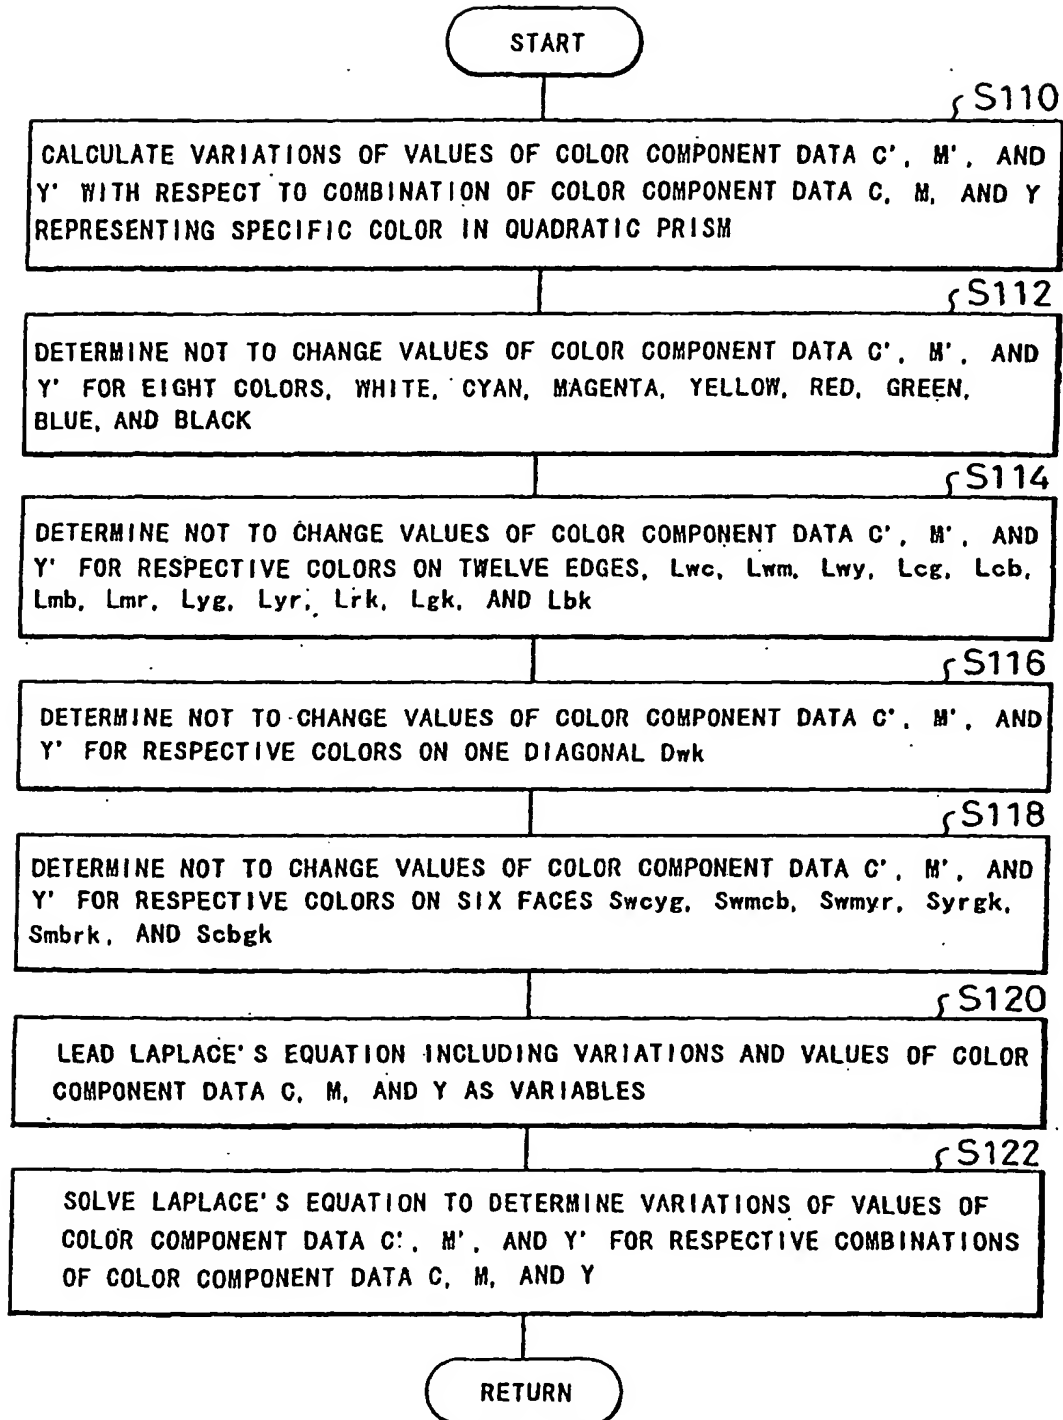 START
S110
CALCULATE VARIATIONS OF VALUES OF COLOR COMPONENT DATA C', M', AND
Y' WITH RESPECT TO COMBINATION OF COLOR COMPONENT DATA C, M, AND Y
REPRESENTING SPECIFIC COLOR IN QUADRATIC PRISM
S112
DETERMINE NOT TO CHANGE VALUES OF COLOR COMPONENT DATA C', M', AND
Y' FOR EIGHT COLORS, WHITE, CYAN, MAGENTA, YELLOW, RED, GREEN,
BLUE, AND BLACK
S114
DETERMINE NOT TO CHANGE VALUES OF COLOR COMPONENT DATA C', M', AND
Y' FOR RESPECTIVE COLORS ON TWELVE EDGES, Lwc, Lwm, Lwy, Lcg, Lcb,
Lmb, Lmr, Lyg, Lyr, Lrk, Lgk, AND Lbk
S116
DETERMINE NOT TO CHANGE VALUES OF COLOR COMPONENT DATA C', M', AND
Y' FOR RESPECTIVE COLORS ON ONE DIAGONAL Dwk
S118
DETERMINE NOT TO CHANGE VALUES OF COLOR COMPONENT DATA C', M', AND
Y' FOR RESPECTIVE COLORS ON SIX FACES Swcyg, Swmcb, Swmyr, Syrgk,
Smbrk, AND Scbgk
S120
LEAD LAPLACE'S EQUATION INCLUDING VARIATIONS AND VALUES OF COLOR
COMPONENT DATA C, M, AND Y AS VARIABLES
S122
SOLVE LAPLACE'S EQUATION TO DETERMINE VARIATIONS OF VALUES OF
COLOR COMPONENT DATA C', M', AND Y' FOR RESPECTIVE COMBINATIONS
OF COLOR COMPONENT DATA C, M, AND Y
RETURN